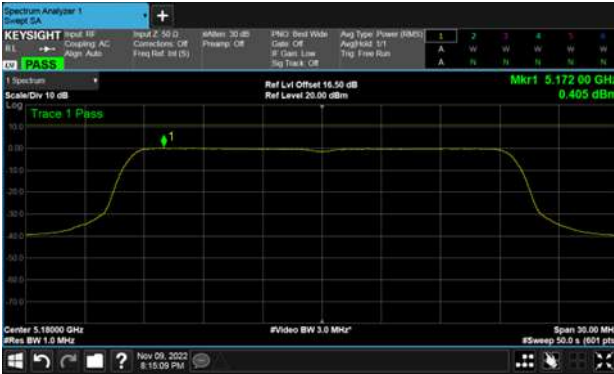 Spectrum Analyzer 1
Swept SA
+
KEYSIGHT
RL
LV PASS
Input: RF
Coupling: AC
Align: Auto
Input Z: 50 Ω
Corrections: Off
Freq Ref: Int (S)
#Atten: 30 dB
Preamp: Off
PNO: Best Wide
Gate: Off
IF Gain: Low
Sig Track: Off
Avg Type: Power (RMS)
Avg|Hold: 1/1
Trig: Free Run
1 2 3 4 5 6
A W W W W W
A N N N N N
1 Spectrum
Scale/Div 10 dB
Ref Lvl Offset 16.50 dB
Ref Level 20.00 dBm
Mkr1 5.172 00 GHz
0.405 dBm
Log
Trace 1 Pass
1
10.0
0.00
-10.0
-20.0
-30.0
-40.0
-50.0
-60.0
-70.0
Center 5.18000 GHz
#Res BW 1.0 MHz
#Video BW 3.0 MHz*
Span 30.00 MH
#Sweep 50.0 s (601 pts
?
Nov 09, 2022
8:15:09 PM